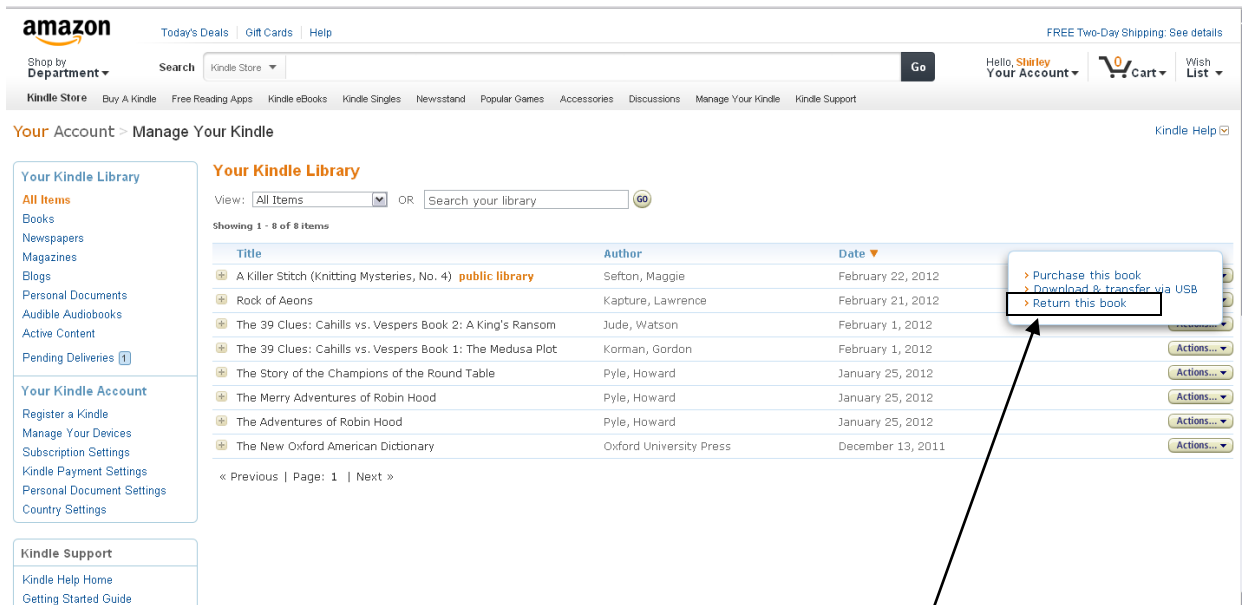 amazon
Today's Deals Gift Cards Help
FREE Two-Day Shipping: See details
Shop by
Department
Search Kindle Store Go
Hello, Shirley
Your Account
0 Cart
Wish
List
Kindle Store Buy A Kindle Free Reading Apps Kindle eBooks Kindle Singles Newsstand Popular Games Accessories Discussions Manage Your Kindle Kindle Support
Your Account > Manage Your Kindle
Kindle Help
Your Kindle Library
All Items
Books
Newspapers
Magazines
Blogs
Personal Documents
Audible Audiobooks
Active Content
Pending Deliveries 1
Your Kindle Account
Register a Kindle
Manage Your Devices
Subscription Settings
Kindle Payment Settings
Personal Document Settings
Country Settings
Kindle Support
Kindle Help Home
Getting Started Guide
Your Kindle Library
View: All Items OR Search your library GO
Showing 1 - 8 of 8 items
Title Author Date
A Killer Stitch (Knitting Mysteries, No. 4) public library Sefton, Maggie February 22, 2012
Rock of Aeons Kapture, Lawrence February 21, 2012
The 39 Clues: Cahills vs. Vespers Book 2: A King's Ransom Jude, Watson February 1, 2012 Actions...
The 39 Clues: Cahills vs. Vespers Book 1: The Medusa Plot Korman, Gordon February 1, 2012 Actions...
The Story of the Champions of the Round Table Pyle, Howard January 25, 2012 Actions...
The Merry Adventures of Robin Hood Pyle, Howard January 25, 2012 Actions...
The Adventures of Robin Hood Pyle, Howard January 25, 2012 Actions...
The New Oxford American Dictionary Oxford University Press December 13, 2011 Actions...
> Purchase this book
> Download & transfer via USB
> Return this book
« Previous | Page: 1 | Next »